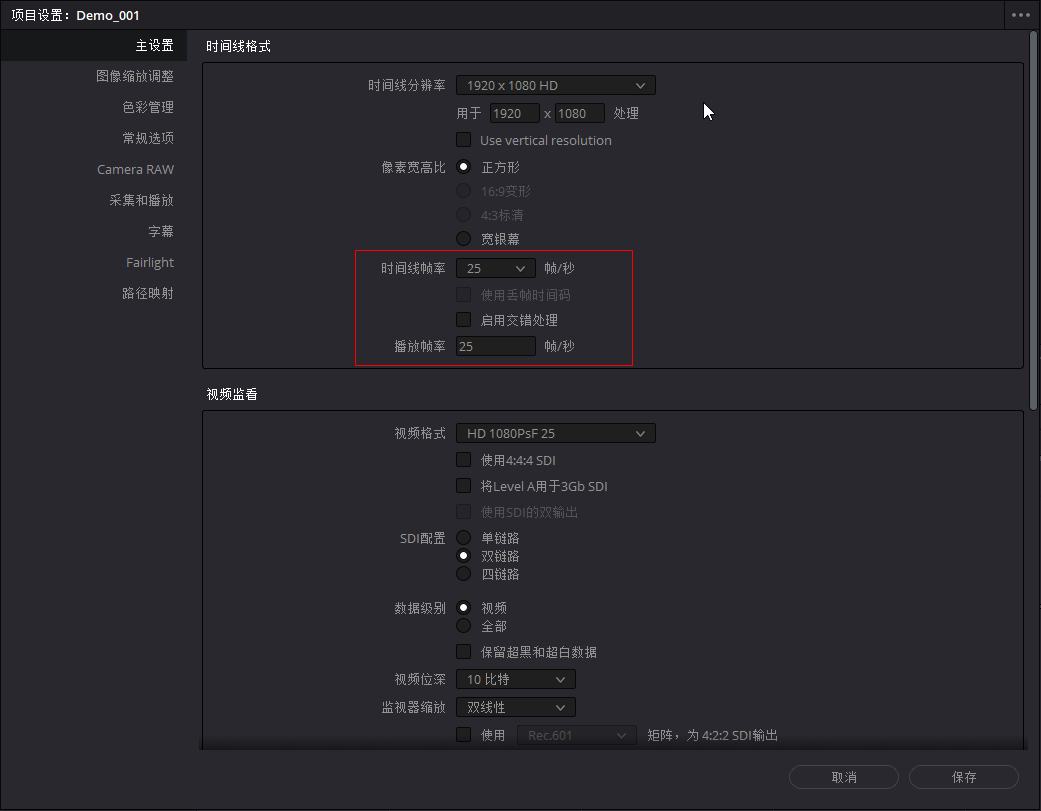 项目设置：Demo_001
主设置
图像缩放调整
色彩管理
常规选项
Camera RAW
采集和播放
字幕
Fairlight
路径映射
时间线格式
时间线分辨率 1920 x 1080 HD
用于 1920 x 1080 处理
Use vertical resolution
像素宽高比 正方形
16:9变形
4:3标清
宽银幕
时间线帧率 25 帧/秒
使用丢帧时间码
启用交错处理
播放帧率 25 帧/秒
视频监看
视频格式 HD 1080PsF 25
使用4:4:4 SDI
将Level A用于3Gb SDI
使用SDI的双输出
SDI配置 单链路
双链路
四链路
数据级别 视频
全部
保留超黑和超白数据
视频位深 10 比特
监视器缩放 双线性
使用 Rec.601 矩阵，为 4:2:2 SDI输出
取消 保存